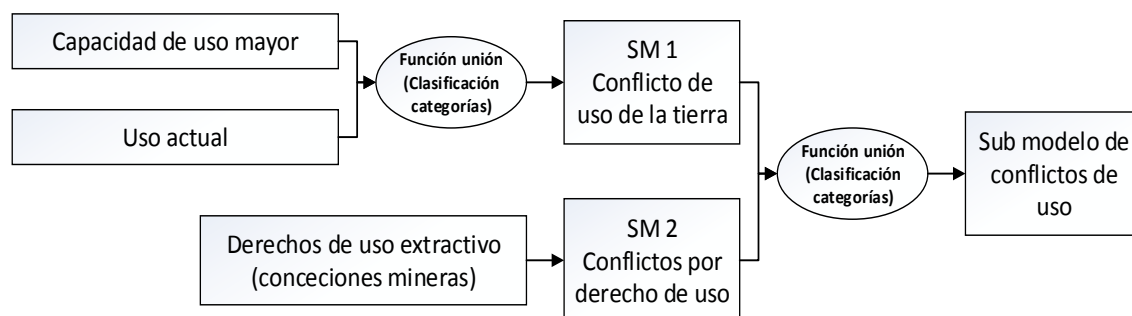 Capacidad de uso mayor
Uso actual
Función unión
(Clasificación
categorías)
SM 1
Conflicto de
uso de la tierra
Derechos de uso extractivo
(conceciones mineras)
SM 2
Conflictos por
derecho de uso
Función unión
(Clasificación
categorías)
Sub modelo de
conflictos de
uso